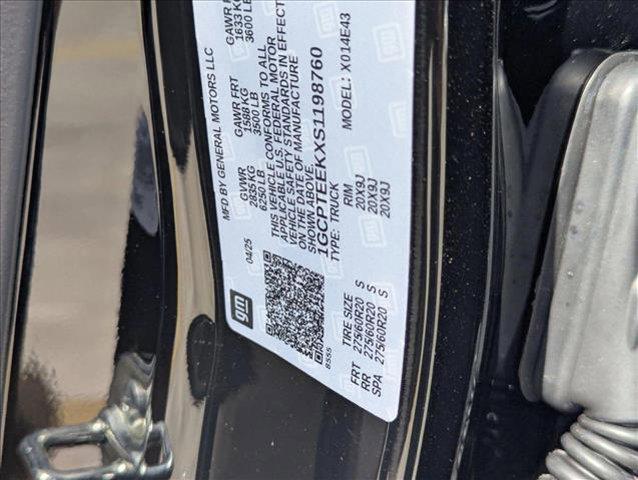 MFD BY GENERAL MOTORS LLC
04/25 GVWR GAWR FRT GAWR
2835 KG 1588 KG 1633 KG
6250 LB 3500 LB 3600 LB
THIS VEHICLE CONFORMS TO ALL
APPLICABLE U.S. FEDERAL MOTOR
VEHICLE SAFETY STANDARDS IN EFFECT
ON THE DATE OF MANUFACTURE
SHOWN ABOVE.
1GCPTEEKXS1198760
TYPE: TRUCK MODEL: X014E43
gm
8555
TIRE SIZE RIM
FRT 275/60R20 S 20X9J
RR 275/60R20 S 20X9J
SPA 275/60R20 S 20X9J